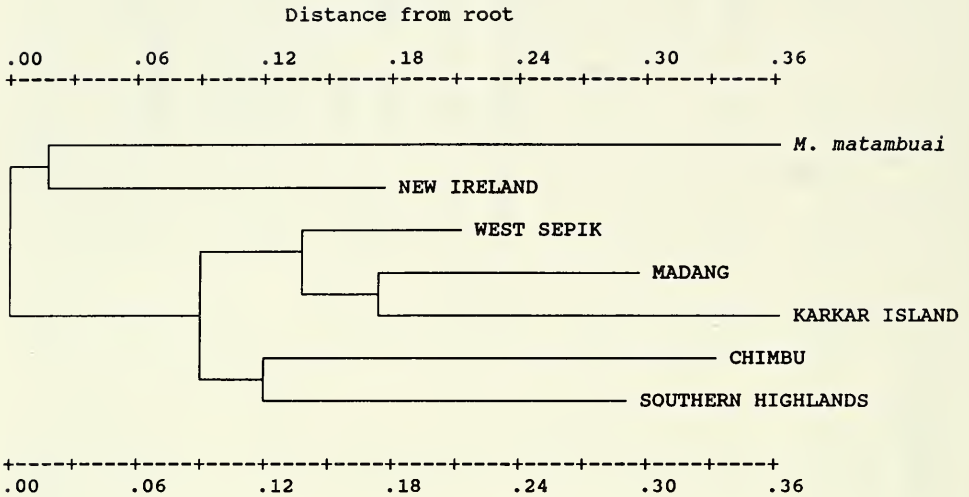 Distance from root
.00 .06 .12 .18 .24 .30 .36
+-----+-----+-----+-----+-----+-----+-----+-----+-----+-----+-----+-----+
M. matambuai
NEW IRELAND
WEST SEPIK
MADANG
KARKAR ISLAND
CHIMBU
SOUTHERN HIGHLANDS
+-----+-----+-----+-----+-----+-----+-----+-----+-----+-----+-----+-----+
.00 .06 .12 .18 .24 .30 .36